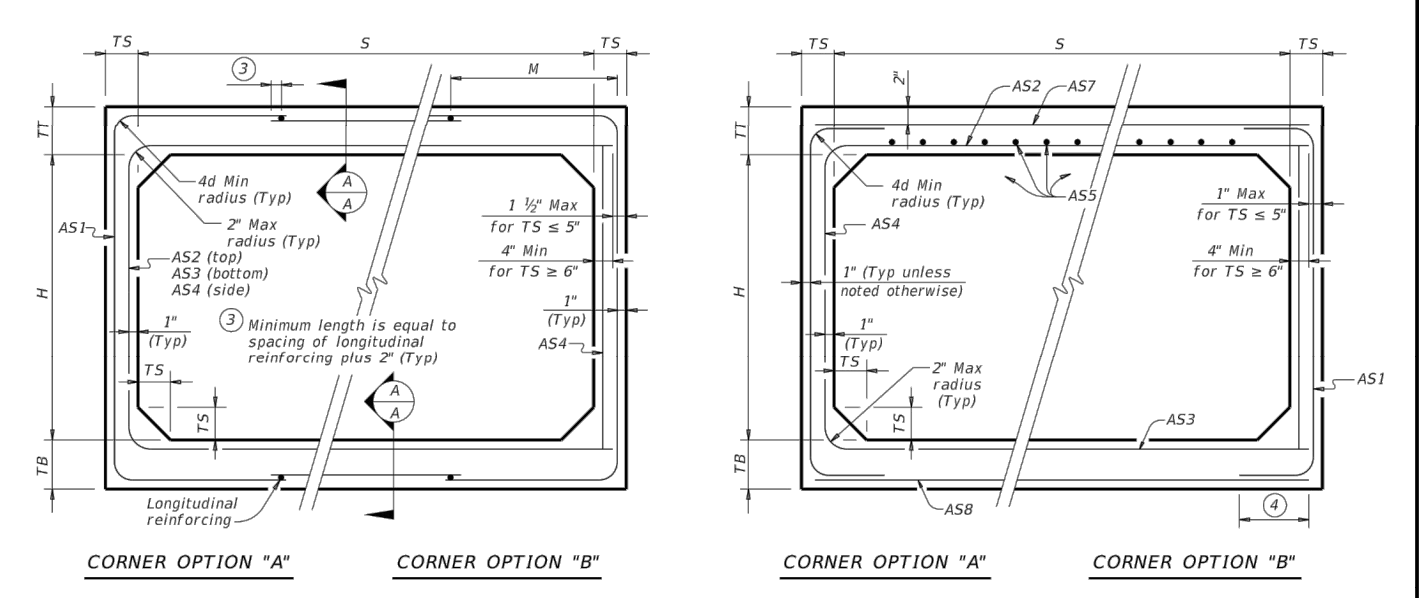 TS
S
TS
3
M
TT
A
A
4d Min
radius (Typ)
2" Max
radius (Typ)
AS1
AS2 (top)
AS3 (bottom)
AS4 (side)
1 ½" Max
for TS ≤ 5"
4" Min
for TS ≥ 6"
H
1"
(Typ)
3
Minimum length is equal to
spacing of longitudinal
reinforcing plus 2" (Typ)
1"
(Typ)
AS4
TS
A
A
TS
TB
Longitudinal
reinforcing
CORNER OPTION "A"
CORNER OPTION "B"
TS
S
TS
2"
AS2
AS7
TT
4d Min
radius (Typ)
AS5
1" Max
for TS ≤ 5"
AS4
4" Min
for TS ≥ 6"
1" (Typ unless
noted otherwise)
H
1"
(Typ)
TS
2" Max
radius
(Typ)
AS1
TS
AS3
TB
AS8
4
CORNER OPTION "A"
CORNER OPTION "B"